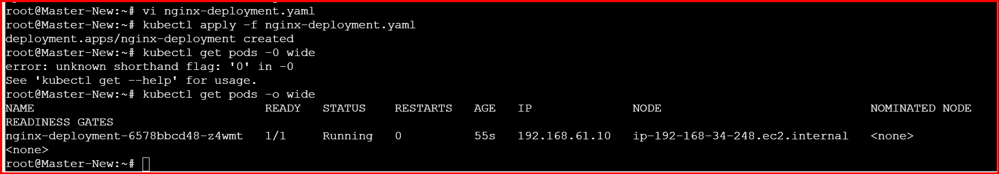 root@Master-New:~# vi nginx-deployment.yaml
root@Master-New:~# kubectl apply -f nginx-deployment.yaml
deployment.apps/nginx-deployment created
root@Master-New:~# kubectl get pods -0 wide
error: unknown shorthand flag: '0' in -0
See 'kubectl get --help' for usage.
root@Master-New:~# kubectl get pods -o wide
NAME READY STATUS RESTARTS AGE IP NODE NOMINATED NODE
READINESS GATES
nginx-deployment-6578bbcd48-z4wmt 1/1 Running 0 55s 192.168.61.10 ip-192-168-34-248.ec2.internal <none>
<none>
root@Master-New:~#